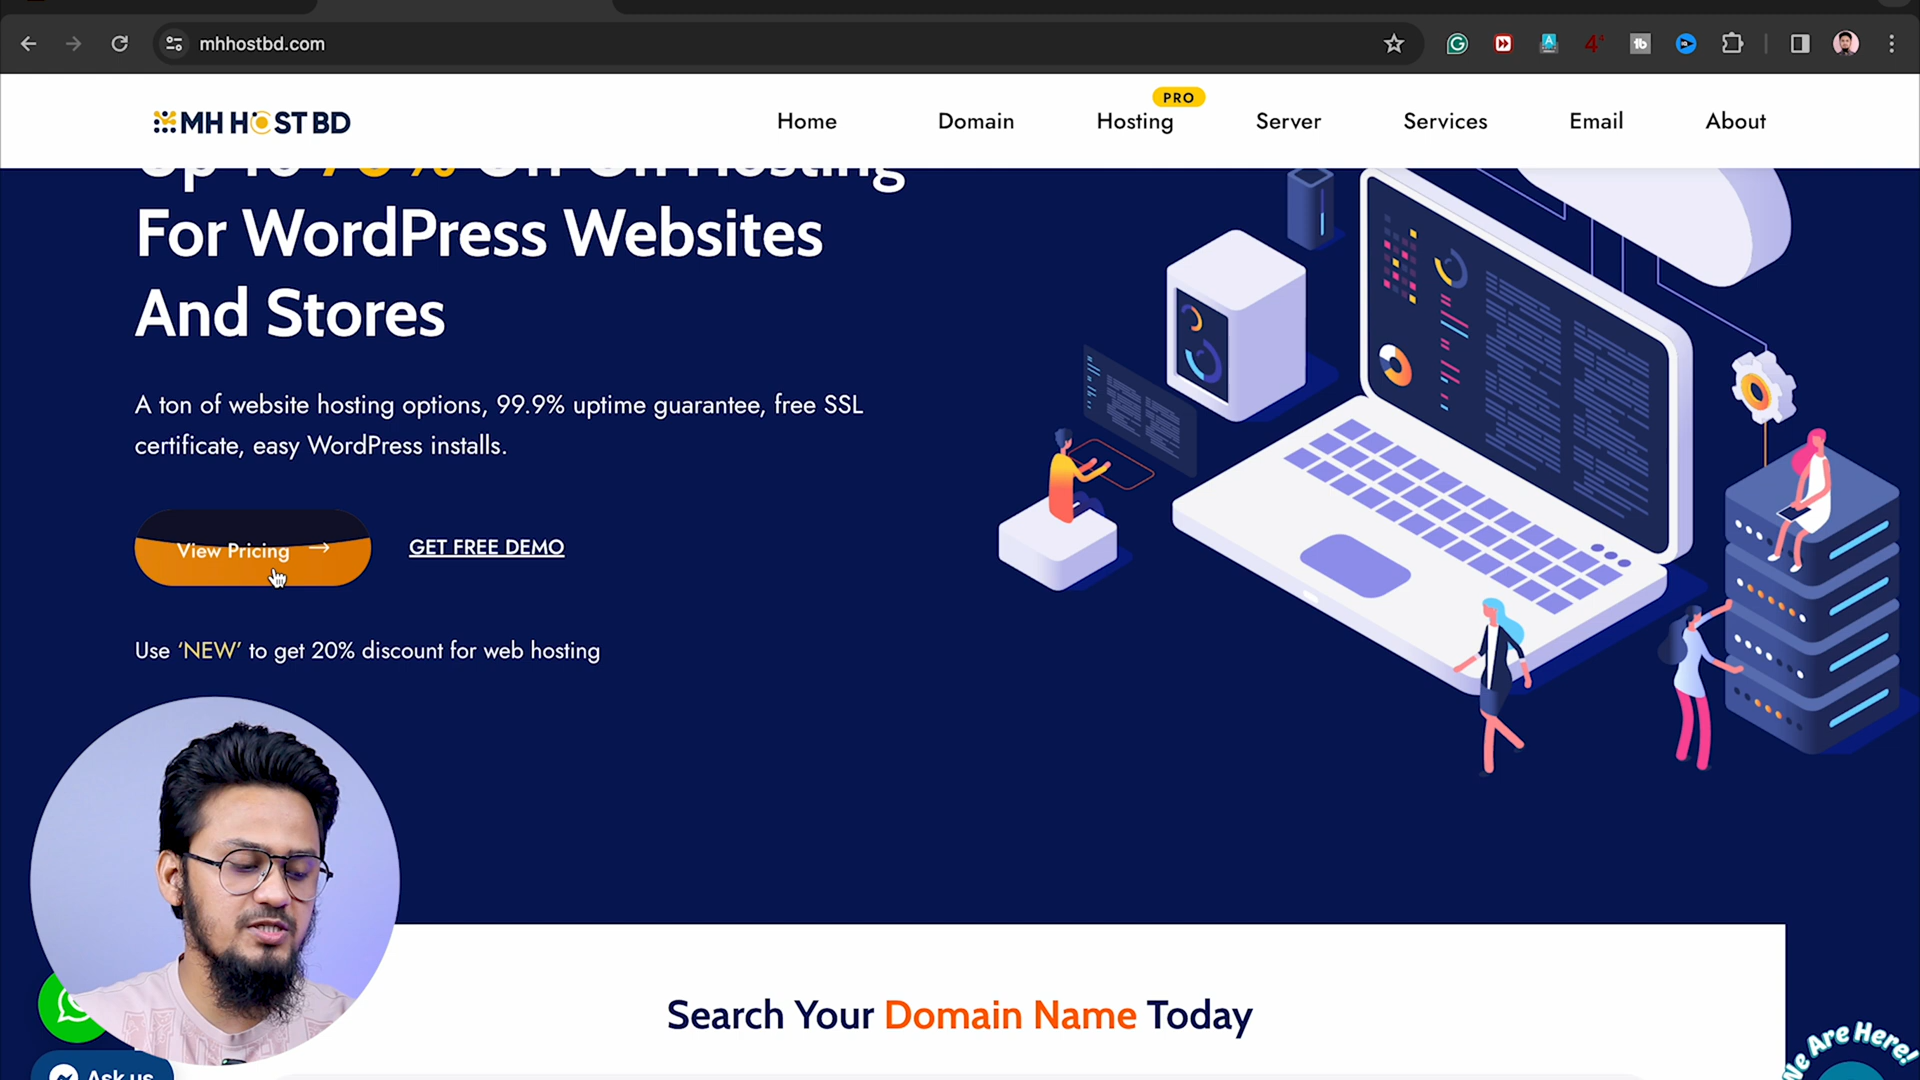 mhhostbd.com
PRO
MH HOST BD
Home
Domain
Hosting
Server
Services
Email
About
For WordPress Websites
And Stores
A ton of website hosting options, 99.9% uptime guarantee, free SSL
certificate, easy WordPress installs.
View Pricing →
GET FREE DEMO
Use ‘NEW’ to get 20% discount for web hosting
Search Your Domain Name Today
Ask us
We Are Here!